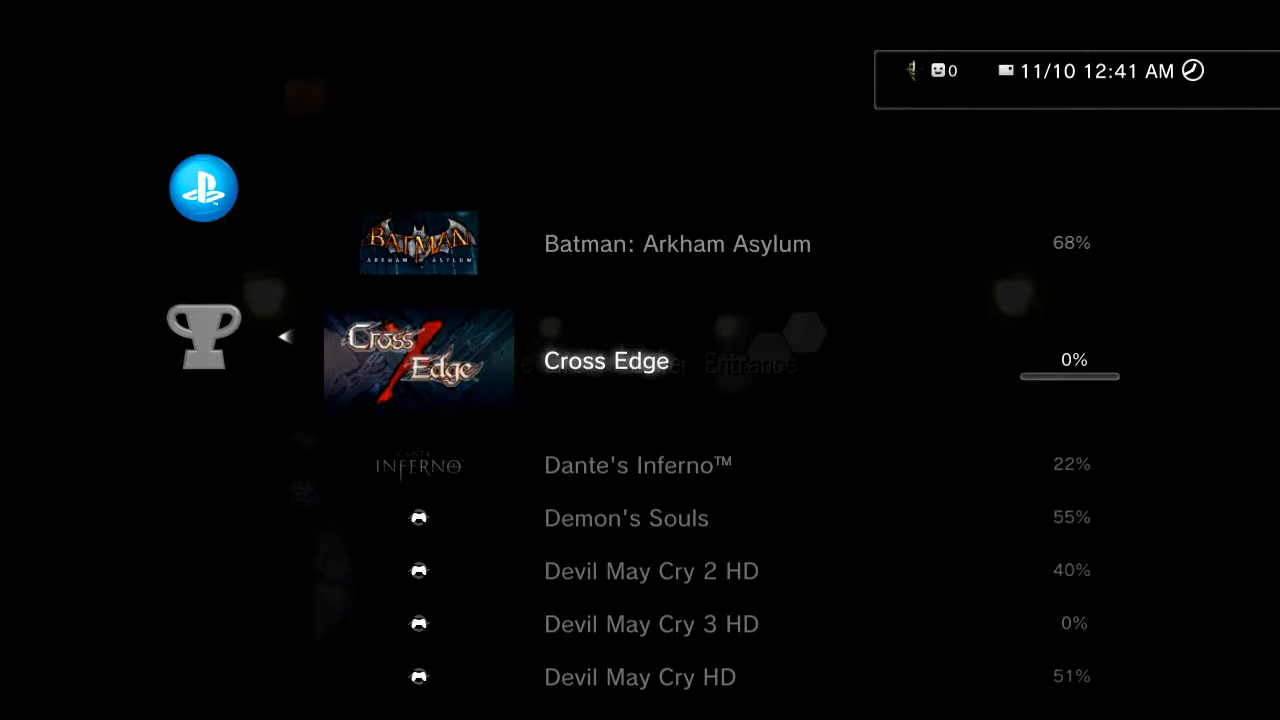 0 11/10 12:41 AM
BATMAN
ARKHAM ASYLUM
Batman: Arkham Asylum 68%
Cross Edge
Cross Edge 0%
Entrance
DANTE'S
INFERNO
Dante's Inferno™ 22%
Demon's Souls 55%
Devil May Cry 2 HD 40%
Devil May Cry 3 HD 0%
Devil May Cry HD 51%